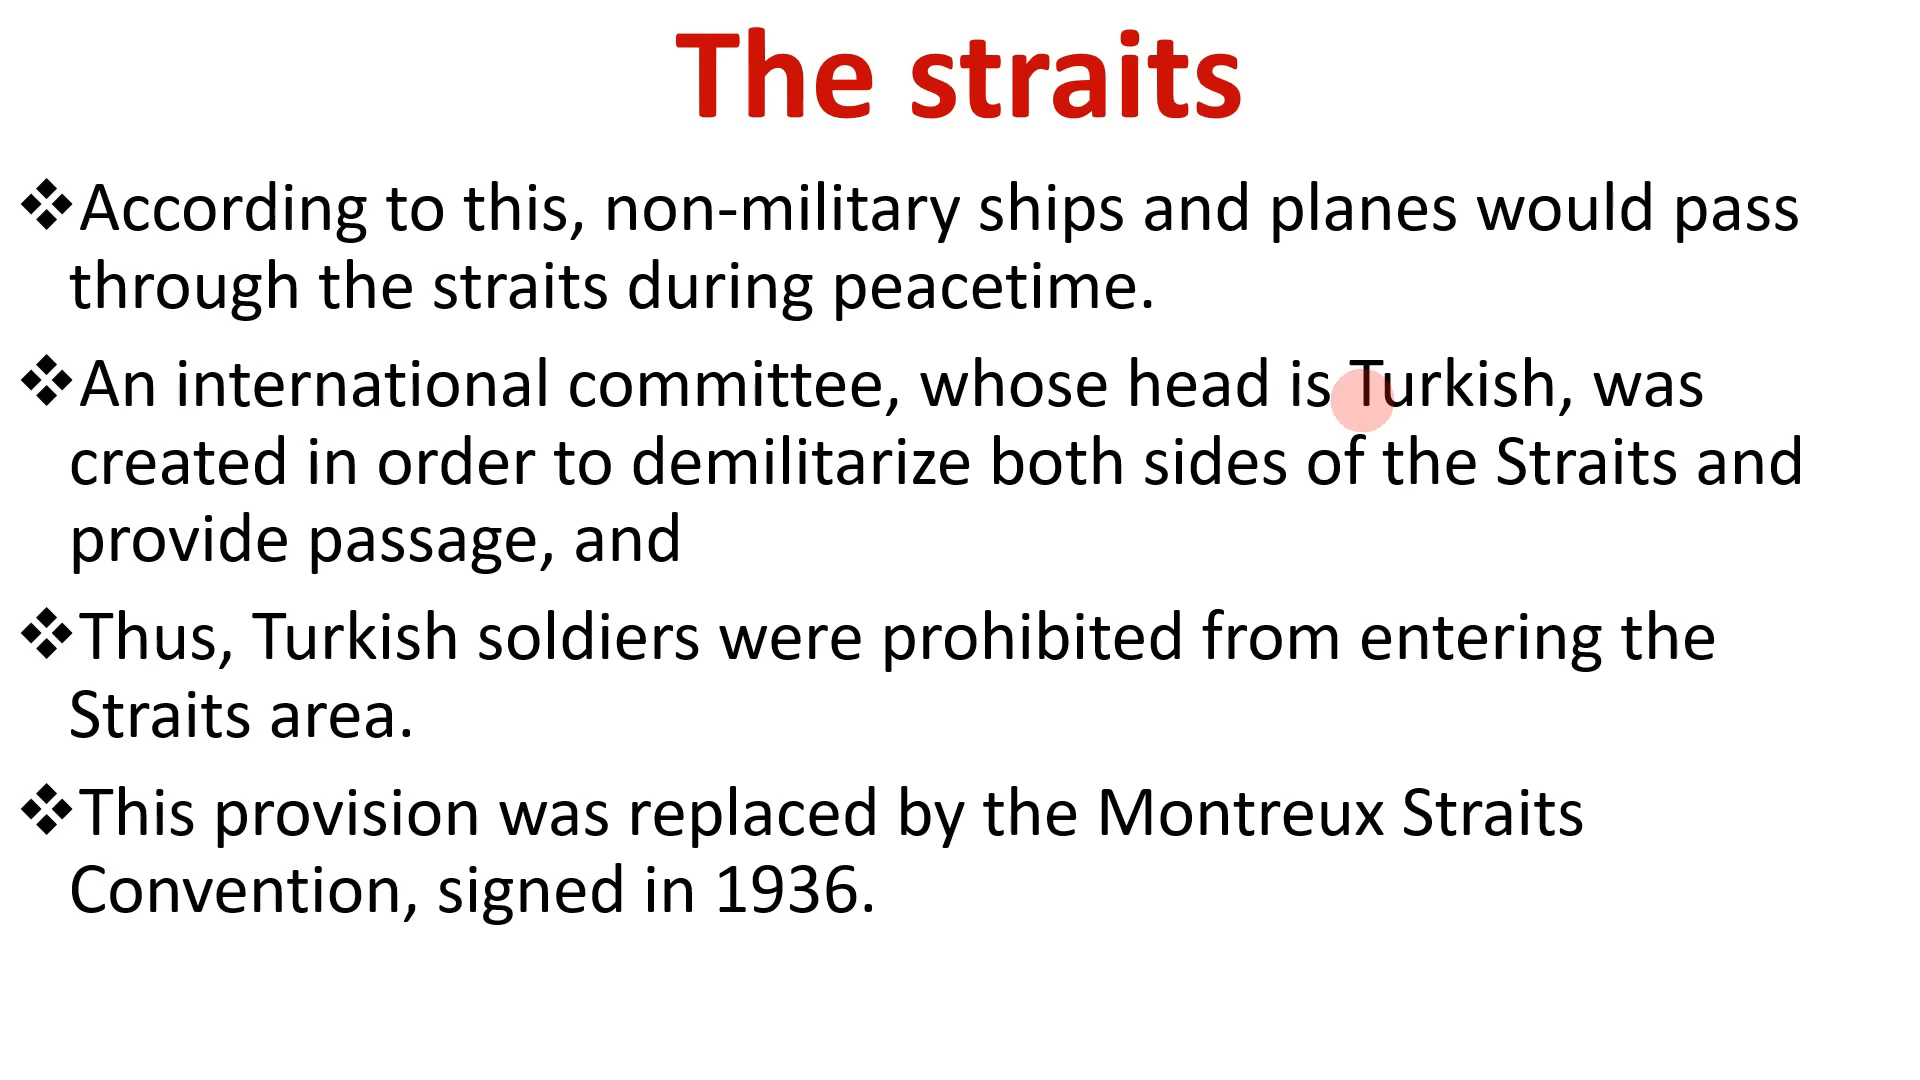 The straits
❖According to this, non-military ships and planes would pass
through the straits during peacetime.
❖An international committee, whose head is Turkish, was
created in order to demilitarize both sides of the Straits and
provide passage, and
❖Thus, Turkish soldiers were prohibited from entering the
Straits area.
❖This provision was replaced by the Montreux Straits
Convention, signed in 1936.